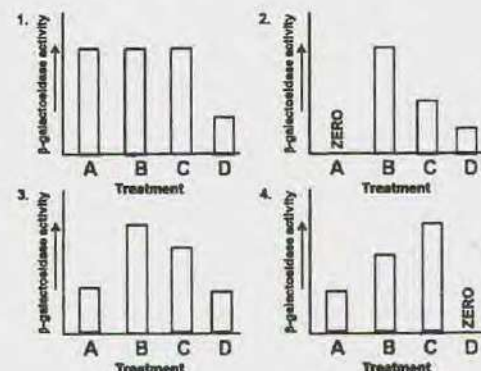 1.
β-galactosidase activity
A B C D
Treatment
2.
β-galactosidase activity
ZERO
A B C D
Treatment
3.
β-galactosidase activity
A B C D
Treatment
4.
β-galactosidase activity
ZERO
A B C D
Treatment